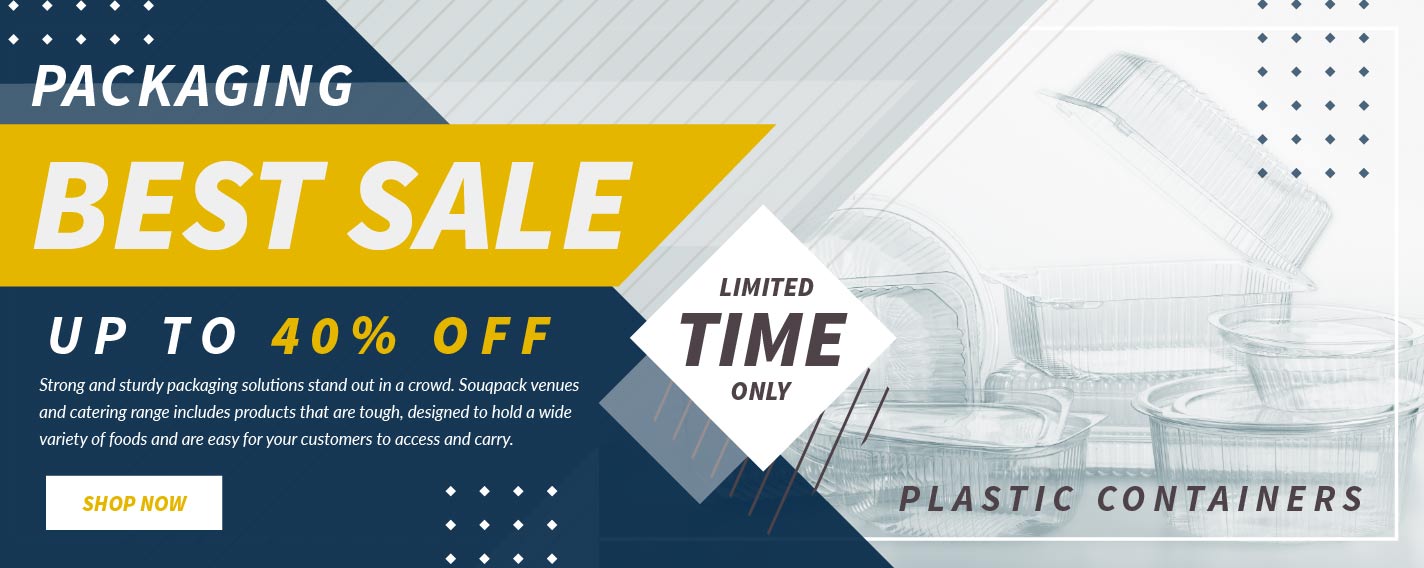 PACKAGING
BEST SALE
UP TO 40% OFF
Strong and sturdy packaging solutions stand out in a crowd. Souqpack venues
and catering range includes products that are tough, designed to hold a wide
variety of foods and are easy for your customers to access and carry.
SHOP NOW
LIMITED
TIME
ONLY
PLASTIC CONTAINERS